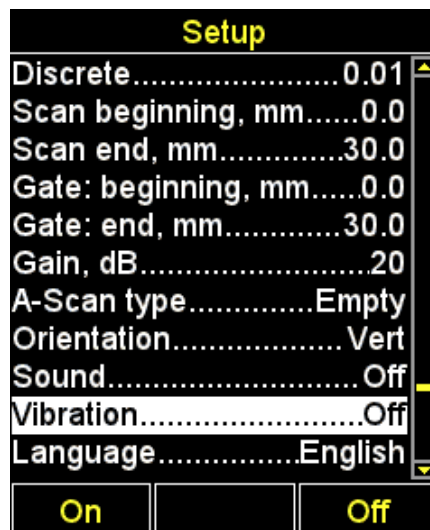 Setup
Discrete.......................0.01
Scan beginning, mm......0.0
Scan end, mm..............30.0
Gate: beginning, mm......0.0
Gate: end, mm.............30.0
Gain, dB.........................20
A-Scan type..............Empty
Orientation................... Vert
Sound............................ Off
Vibration........................Off
Language...............English
On Off